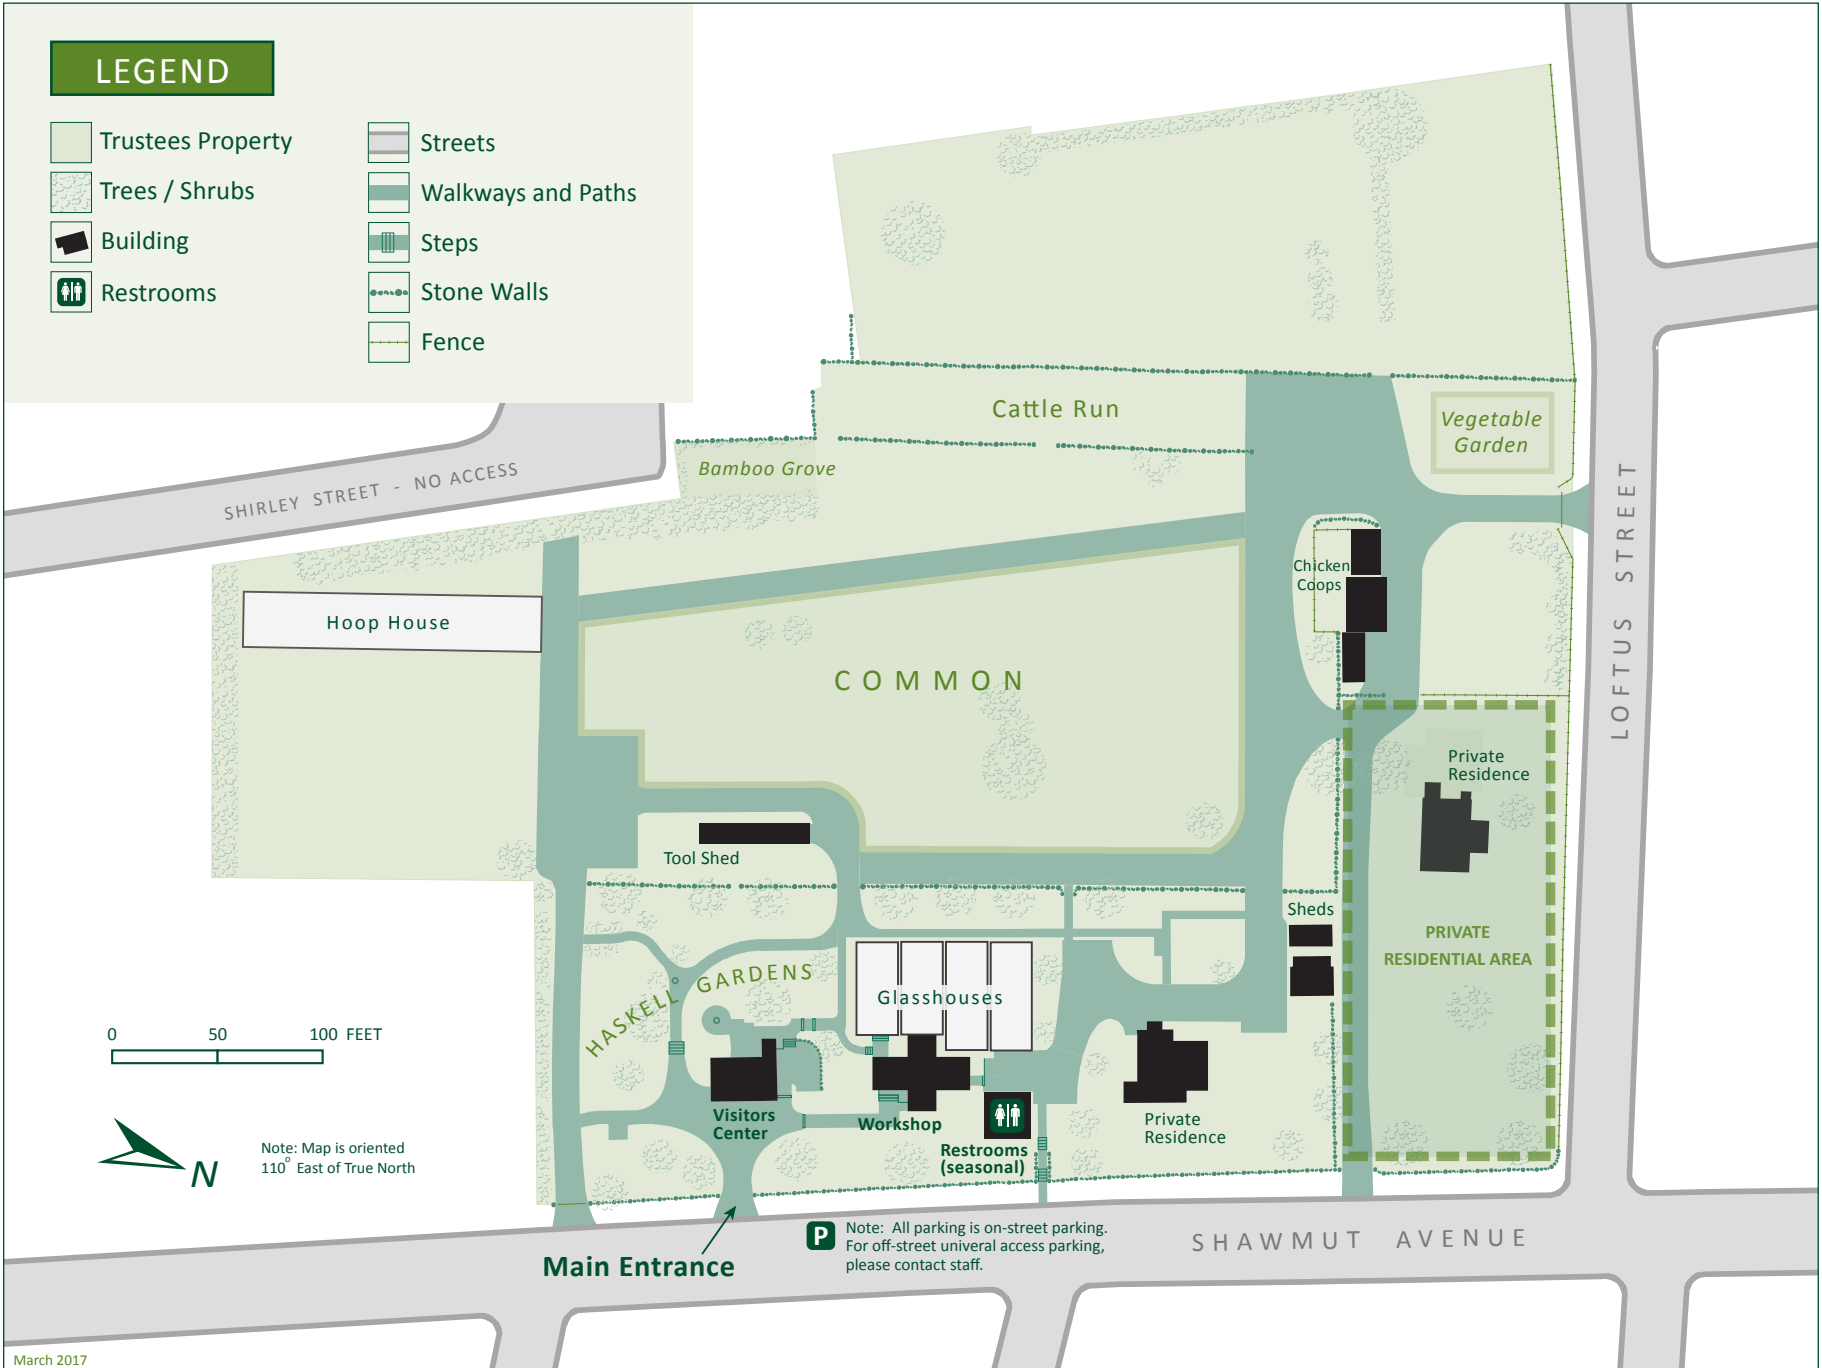 LEGEND
Trustees Property
Trees / Shrubs
Building
Restrooms
Streets
Walkways and Paths
Steps
Stone Walls
Fence
SHIRLEY STREET - NO ACCESS
Cattle Run
Bamboo Grove
Vegetable
Garden
Hoop House
Chicken
Coops
COMMON
LOFTUS STREET
Private
Residence
Tool Shed
Sheds
PRIVATE
RESIDENTIAL AREA
HASKELL GARDENS
Glasshouses
0 50 100 FEET
Visitors
Center
Workshop
Restrooms
(seasonal)
Private
Residence
N
Note: Map is oriented
110° East of True North
Main Entrance
P
Note: All parking is on-street parking.
For off-street univeral access parking,
please contact staff.
SHAWMUT AVENUE
March 2017